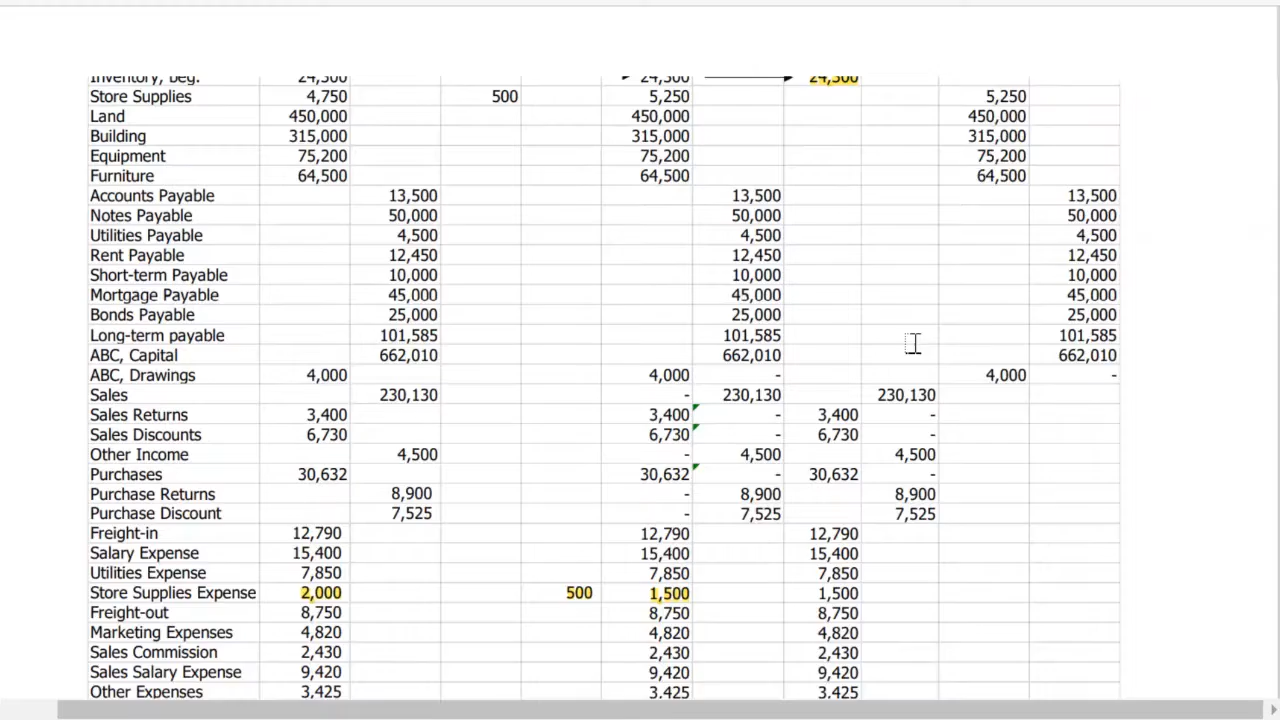 Inventory, beg. 24,500 24,500 24,500
Store Supplies 4,750 500 5,250 5,250
Land 450,000 450,000 450,000
Building 315,000 315,000 315,000
Equipment 75,200 75,200 75,200
Furniture 64,500 64,500 64,500
Accounts Payable 13,500 13,500 13,500
Notes Payable 50,000 50,000 50,000
Utilities Payable 4,500 4,500 4,500
Rent Payable 12,450 12,450 12,450
Short-term Payable 10,000 10,000 10,000
Mortgage Payable 45,000 45,000 45,000
Bonds Payable 25,000 25,000 25,000
Long-term payable 101,585 101,585 101,585
ABC, Capital 662,010 662,010 662,010
ABC, Drawings 4,000 4,000 - 4,000 -
Sales 230,130 - 230,130 230,130
Sales Returns 3,400 3,400 - 3,400 -
Sales Discounts 6,730 6,730 - 6,730 -
Other Income 4,500 - 4,500 4,500
Purchases 30,632 30,632 - 30,632 -
Purchase Returns 8,900 - 8,900 8,900
Purchase Discount 7,525 - 7,525 7,525
Freight-in 12,790 12,790 12,790
Salary Expense 15,400 15,400 15,400
Utilities Expense 7,850 7,850 7,850
Store Supplies Expense 2,000 500 1,500 1,500
Freight-out 8,750 8,750 8,750
Marketing Expenses 4,820 4,820 4,820
Sales Commission 2,430 2,430 2,430
Sales Salary Expense 9,420 9,420 9,420
Other Expenses 3,425 3,425 3,425